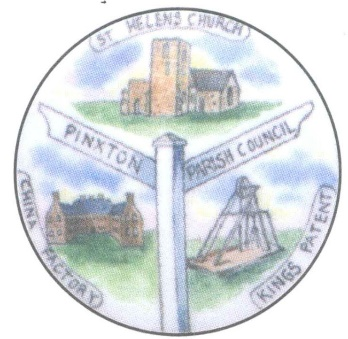 ST HELENS CHURCH
PINXTON
PARISH COUNCIL
CHINA FACTORY
KINGS PATENT